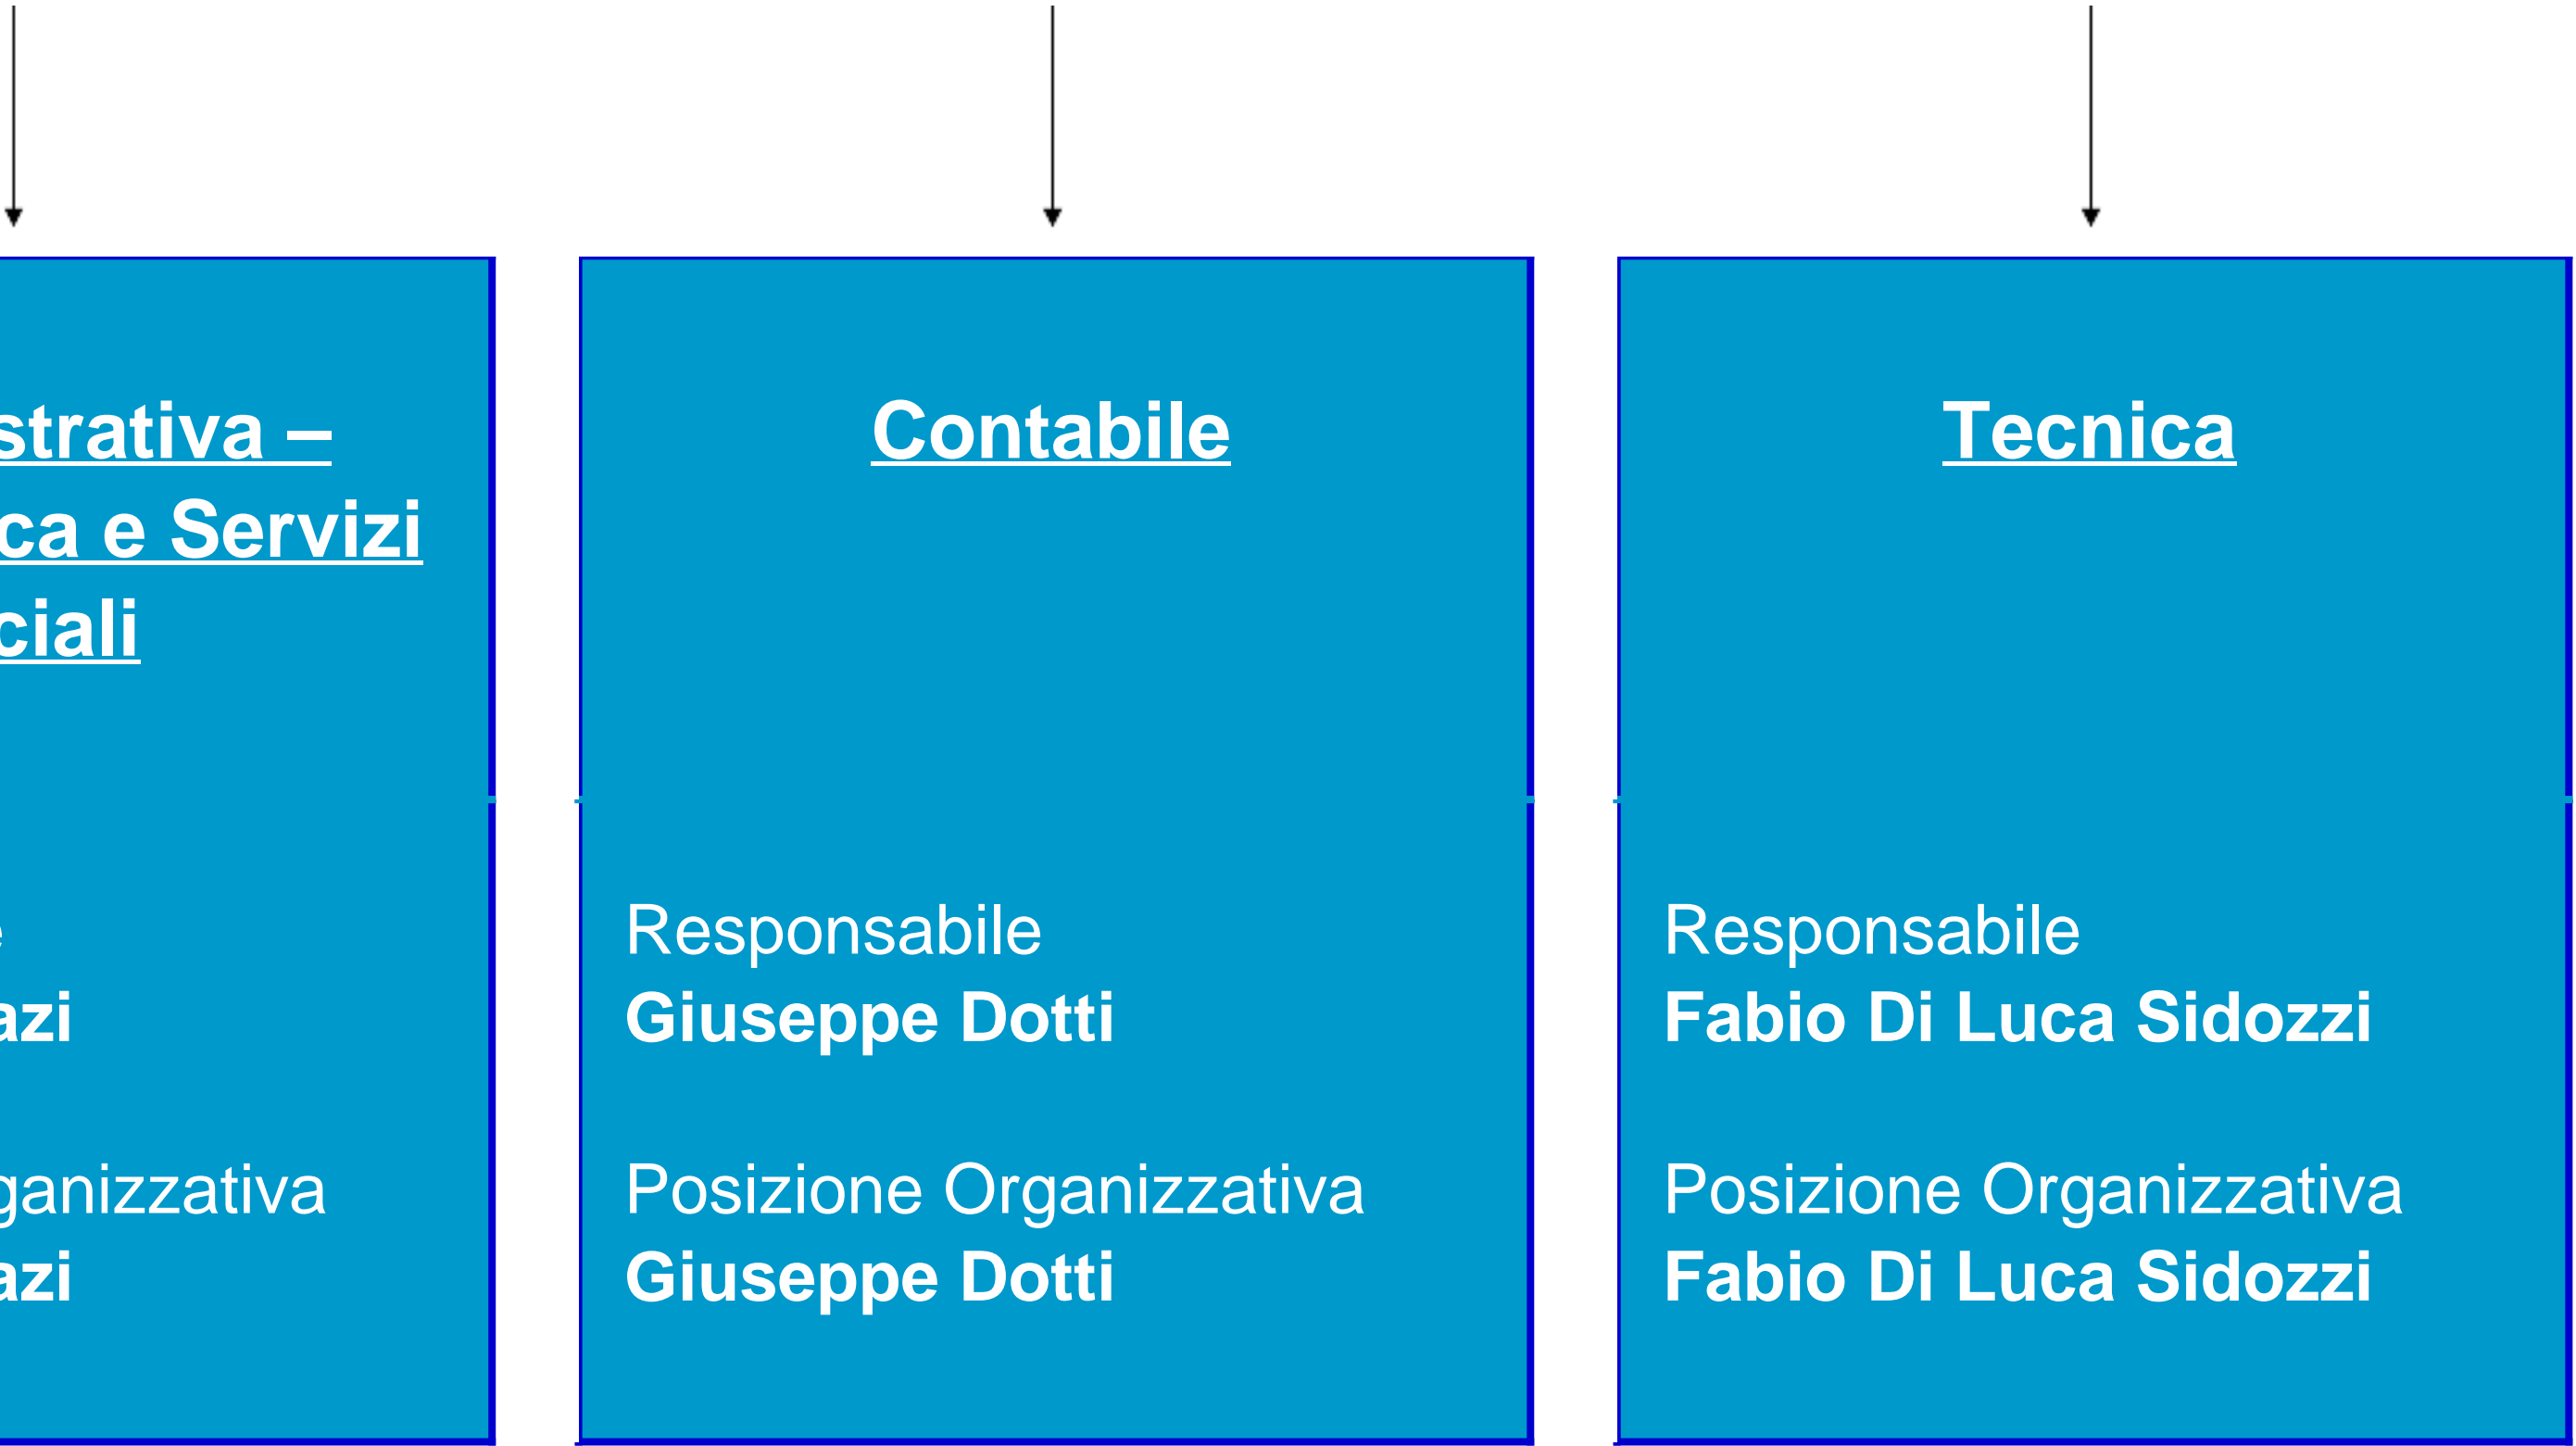 strativa –
ca e Servizi
ciali
azi
ganizzativa
azi
Contabile
Responsabile
Giuseppe Dotti
Posizione Organizzativa
Giuseppe Dotti
Tecnica
Responsabile
Fabio Di Luca Sidozzi
Posizione Organizzativa
Fabio Di Luca Sidozzi